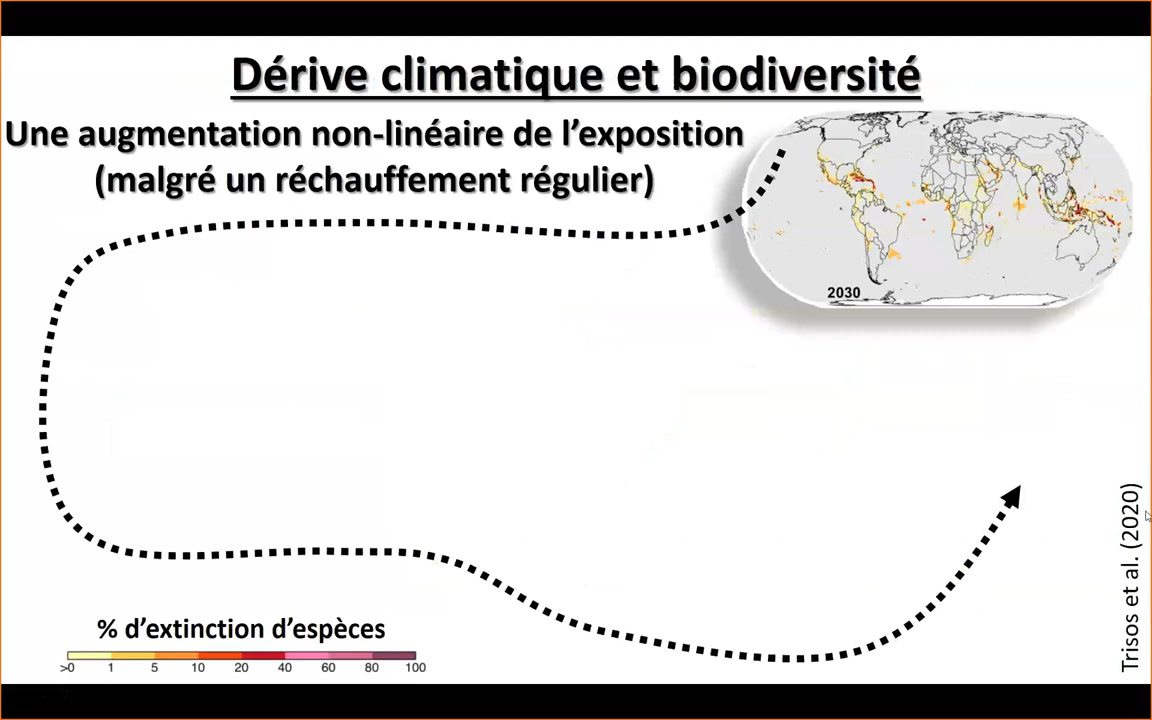 Dérive climatique et biodiversité
Une augmentation non-linéaire de l’exposition
(malgré un réchauffement régulier)
2030
Trisos et al. (2020)
% d’extinction d’espèces
>0 1 5 10 20 40 60 80 100